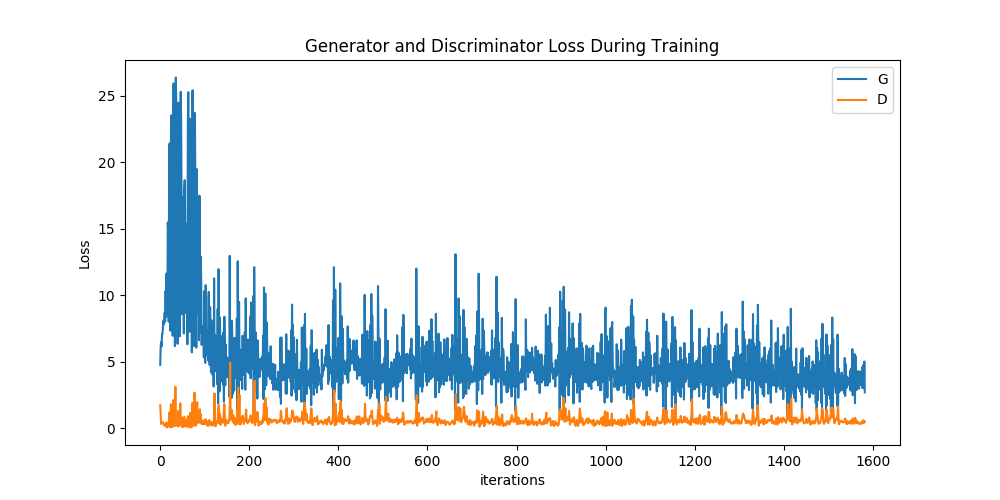 Generator and Discriminator Loss During Training
G
D
Loss
25
20
15
10
5
0
0 200 400 600 800 1000 1200 1400 1600
iterations